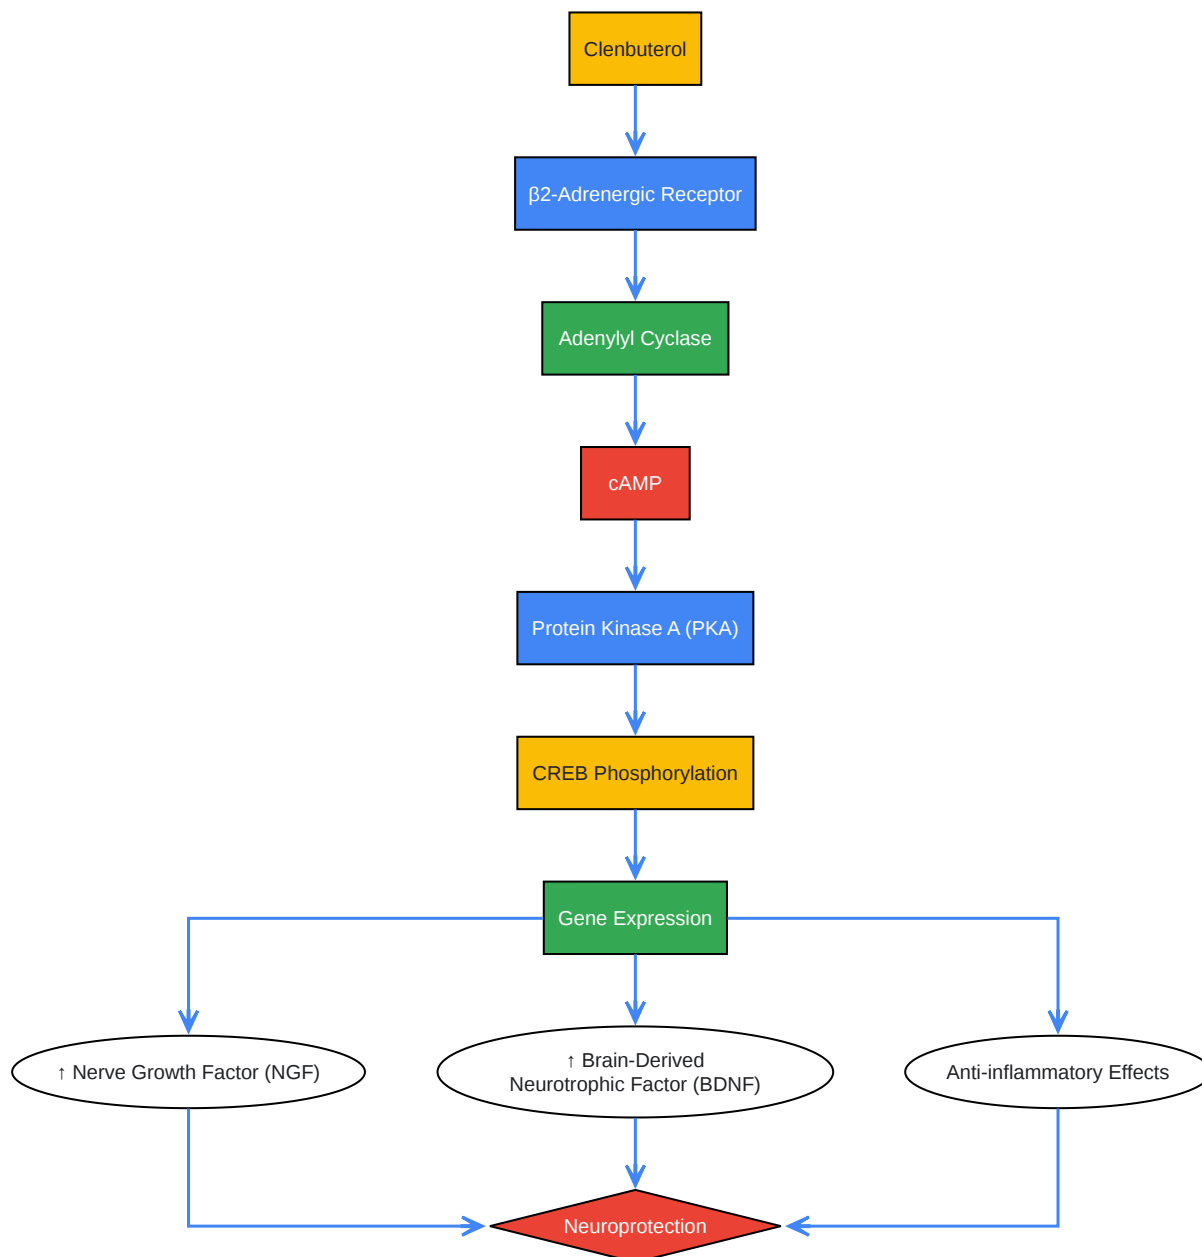 Clenbuterol
β2-Adrenergic Receptor
Adenylyl Cyclase
cAMP
Protein Kinase A (PKA)
CREB Phosphorylation
Gene Expression
↑ Nerve Growth Factor (NGF)
↑ Brain-Derived
Neurotrophic Factor (BDNF)
Anti-inflammatory Effects
Neuroprotection